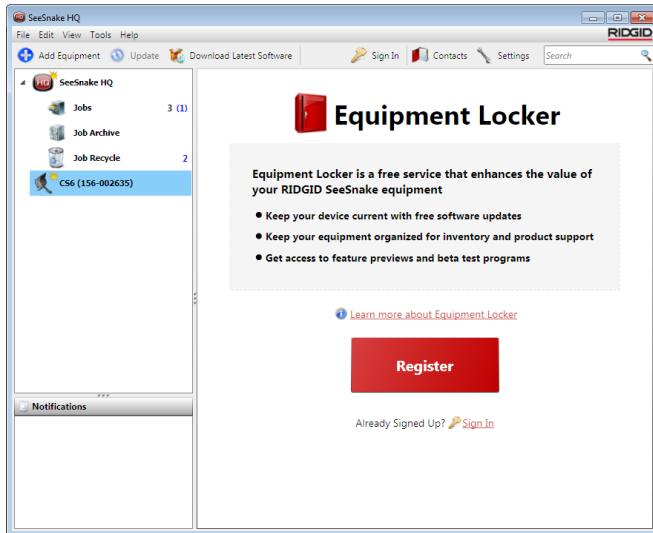 SeeSnake HQ
File Edit View Tools Help
RIDGID
Add Equipment Update Download Latest Software Sign In Contacts Settings Search
HQ SeeSnake HQ
Jobs 3 (1)
Job Archive
Job Recycle 2
CS6 (156-002635)
Notifications
Equipment Locker
Equipment Locker is a free service that enhances the value of
your RIDGID SeeSnake equipment
Keep your device current with free software updates
Keep your equipment organized for inventory and product support
Get access to feature previews and beta test programs
Learn more about Equipment Locker
Register
Already Signed Up? Sign In